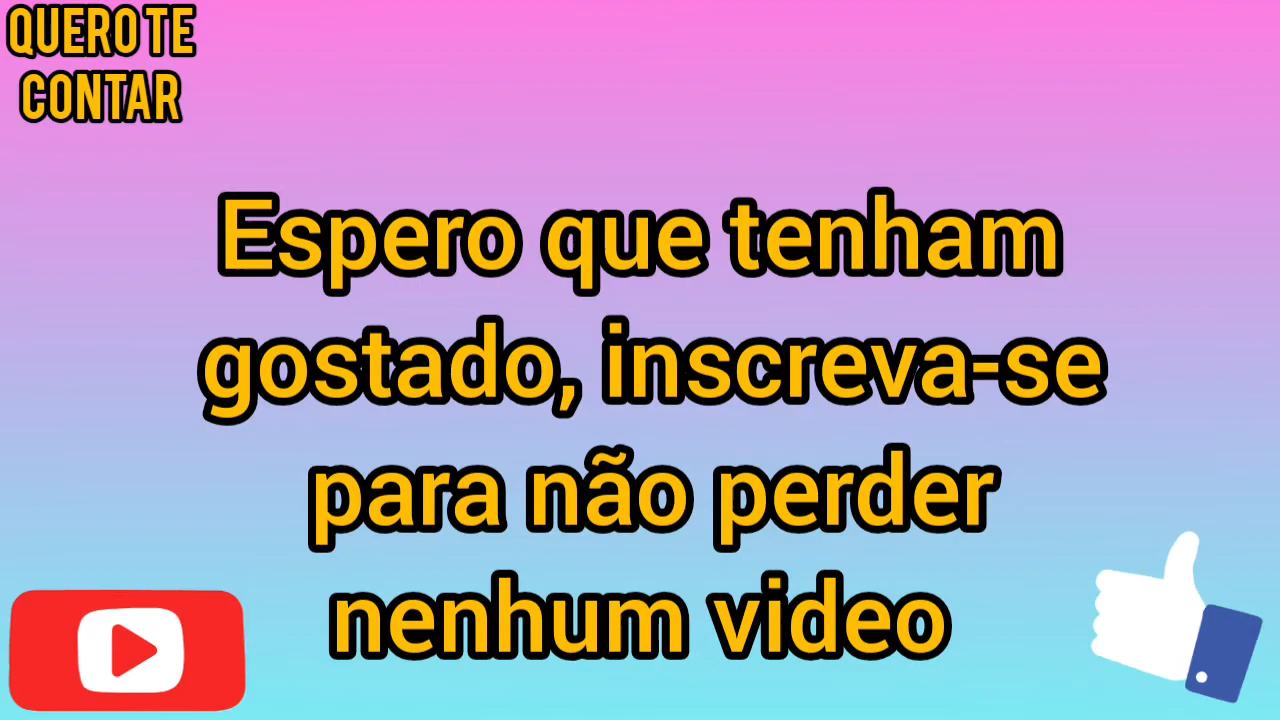 QUERO TE
CONTAR
Espero que tenham
gostado, inscreva-se
para não perder
nenhum video